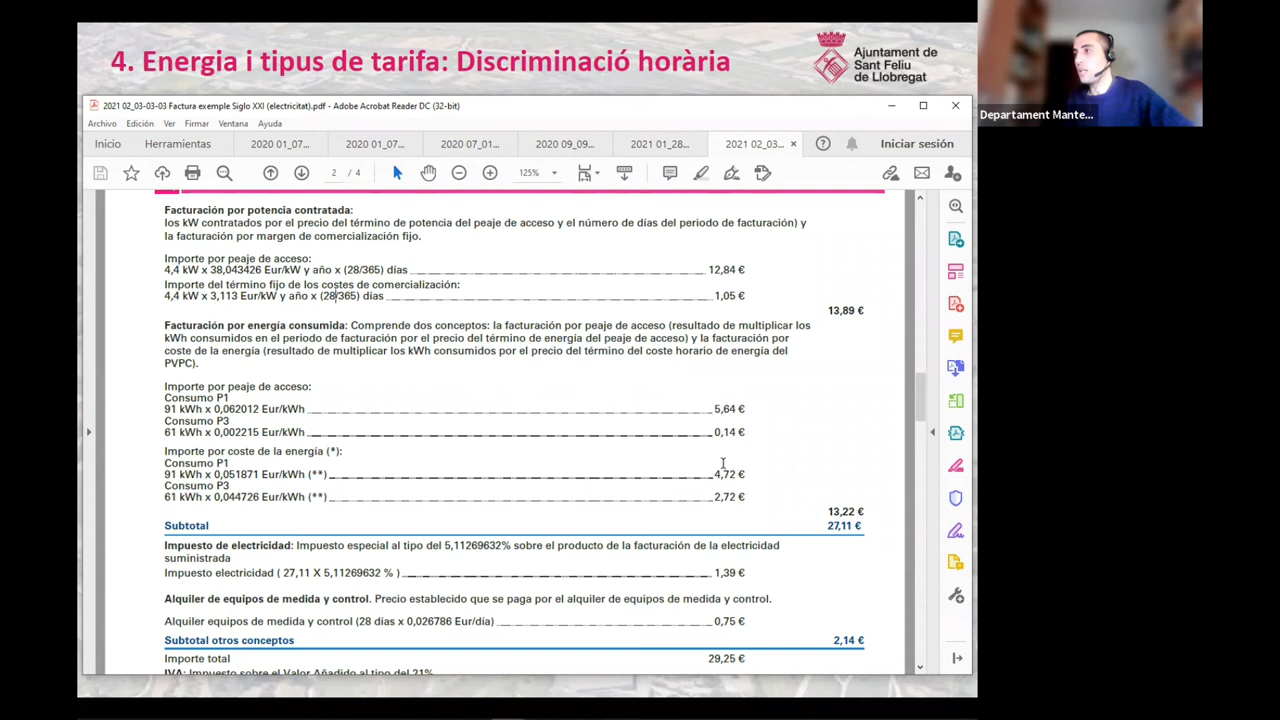 4. Energia i tipus de tarifa: Discriminació horària
Ajuntament de
Sant Feliu
de Llobregat
Departament Mante...
2021 02_03-03-03 Factura exemple Siglo XXI (electricitat).pdf - Adobe Acrobat Reader DC (32-bit)
Archivo Edición Ver Firmar Ventana Ayuda
Inicio Herramientas 2020 01_07... 2020 01_07... 2020 07_01... 2020 09_09... 2021 01_28... 2021 02_03... × Iniciar sesión
2 / 4 125%
Facturación por potencia contratada:
los kW contratados por el precio del término de potencia del peaje de acceso y el número de días del periodo de facturación) y
la facturación por margen de comercialización fijo.
Importe por peaje de acceso:
4,4 kW x 38,043426 Eur/kW y año x (28/365) días 12,84 €
Importe del término fijo de los costes de comercialización:
4,4 kW x 3,113 Eur/kW y año x (28/365) días 1,05 €
13,89 €
Facturación por energía consumida: Comprende dos conceptos: la facturación por peaje de acceso (resultado de multiplicar los
kWh consumidos en el periodo de facturación por el precio del término de energía del peaje de acceso) y la facturación por
coste de la energía (resultado de multiplicar los kWh consumidos por el precio del término del coste horario de energía del
PVPC).
Importe por peaje de acceso:
Consumo P1
91 kWh x 0,062012 Eur/kWh 5,64 €
Consumo P3
61 kWh x 0,002215 Eur/kWh 0,14 €
Importe por coste de la energía (*):
Consumo P1
91 kWh x 0,051871 Eur/kWh (**) 4,72 €
Consumo P3
61 kWh x 0,044726 Eur/kWh (**) 2,72 €
13,22 €
Subtotal 27,11 €
Impuesto de electricidad: Impuesto especial al tipo del 5,11269632% sobre el producto de la facturación de la electricidad
suministrada
Impuesto electricidad ( 27,11 X 5,11269632 % ) 1,39 €
Alquiler de equipos de medida y control. Precio establecido que se paga por el alquiler de equipos de medida y control.
Alquiler equipos de medida y control (28 días x 0,026786 Eur/día) 0,75 €
Subtotal otros conceptos 2,14 €
Importe total 29,25 €
IVA: Impuesto sobre el Valor Añadido al tipo del 21%